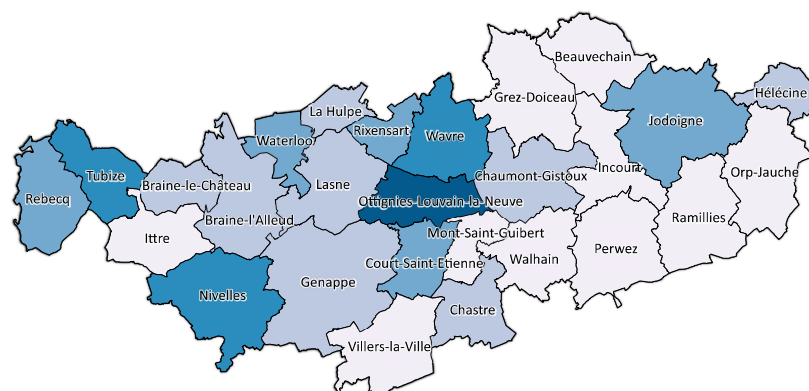 Beauvechain
Hélécine
Grez-Doiceau
La Hulpe
Jodoigne
Rixensart
Wavre
Waterloo
Incourt
Orp-Jauche
Tubize
Chaumont-Gistoux
Braine-le-Château
Lasne
Rebecq
Ottignies-Louvain-la-Neuve
Braine-l'Alleud
Ramillies
Mont-Saint-Guibert
Ittre
Perwez
Walhain
Court-Saint-Etienne
Genappe
Nivelles
Chastre
Villers-la-Ville